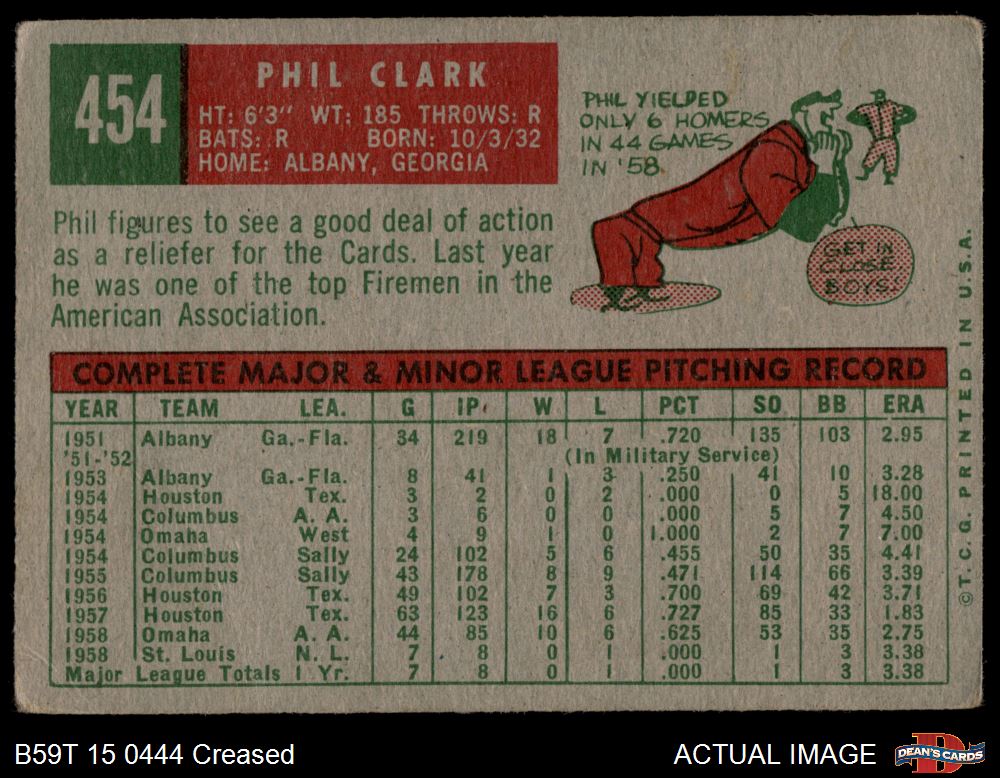 454
PHIL CLARK
HT: 6'3" WT: 185 THROWS: R
BATS: R BORN: 10/3/32
HOME: ALBANY, GEORGIA
PHIL YIELDED
ONLY 6 HOMERS
IN 44 GAMES
IN '58
GET IN
CLOSE
BOYS
Phil figures to see a good deal of action
as a reliefer for the Cards. Last year
he was one of the top Firemen in the
American Association.
COMPLETE MAJOR & MINOR LEAGUE PITCHING RECORD
YEAR TEAM LEA. G IP. W L PCT SO BB ERA
1951 Albany Ga.-Fla. 34 219 18 7 .720 135 103 2.95
'51-'52 (In Military Service)
1953 Albany Ga.-Fla. 8 41 1 3 .250 41 10 3.28
1954 Houston Tex. 3 2 0 2 .000 0 5 18.00
1954 Columbus A. A. 3 6 0 0 .000 5 7 4.50
1954 Omaha West 4 9 1 0 1.000 2 7 7.00
1954 Columbus Sally 24 102 5 6 .455 50 35 4.41
1955 Columbus Sally 43 178 8 9 .471 114 66 3.39
1956 Houston Tex. 49 102 7 3 .700 69 42 3.71
1957 Houston Tex. 63 123 16 6 .727 85 33 1.83
1958 Omaha A. A. 44 85 10 6 .625 53 35 2.75
1958 St. Louis N. L. 7 8 0 1 .000 1 3 3.38
Major League Totals 1 Yr. 7 8 0 1 .000 1 3 3.38
©T.C.G. PRINTED IN U.S.A.
B59T 15 0444 Creased
ACTUAL IMAGE
DEAN'S CARDS